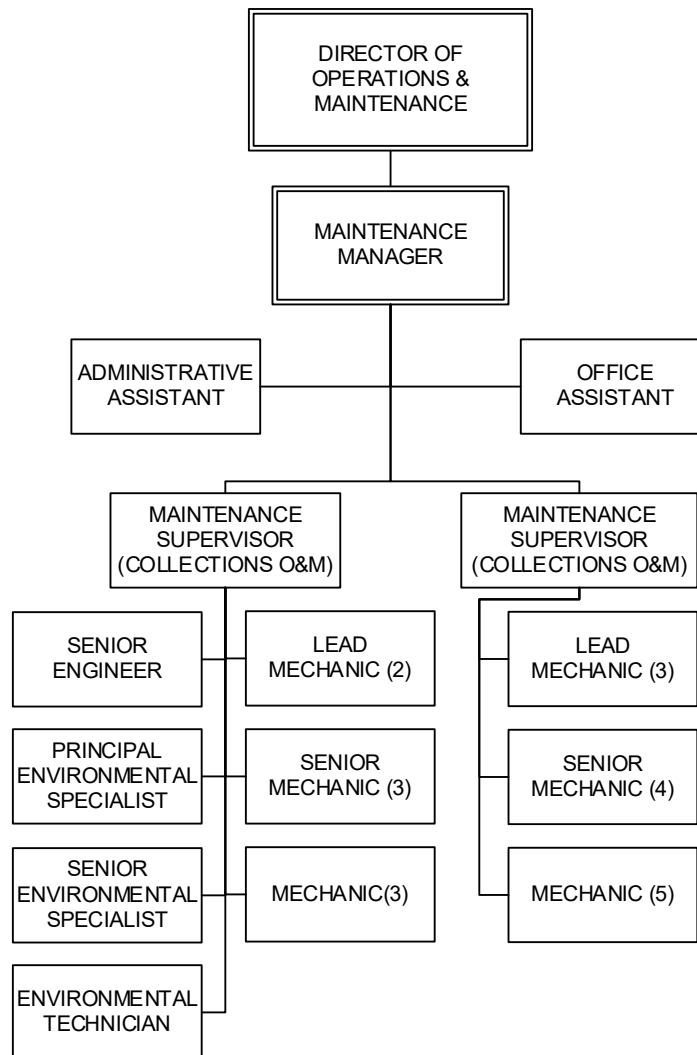 DIRECTOR OF
OPERATIONS &
MAINTENANCE
MAINTENANCE
MANAGER
ADMINISTRATIVE
ASSISTANT
OFFICE
ASSISTANT
MAINTENANCE
SUPERVISOR
(COLLECTIONS O&M)
MAINTENANCE
SUPERVISOR
(COLLECTIONS O&M)
SENIOR
ENGINEER
LEAD
MECHANIC (2)
LEAD
MECHANIC (3)
PRINCIPAL
ENVIRONMENTAL
SPECIALIST
SENIOR
MECHANIC (3)
SENIOR
MECHANIC (4)
SENIOR
ENVIRONMENTAL
SPECIALIST
MECHANIC(3)
MECHANIC (5)
ENVIRONMENTAL
TECHNICIAN